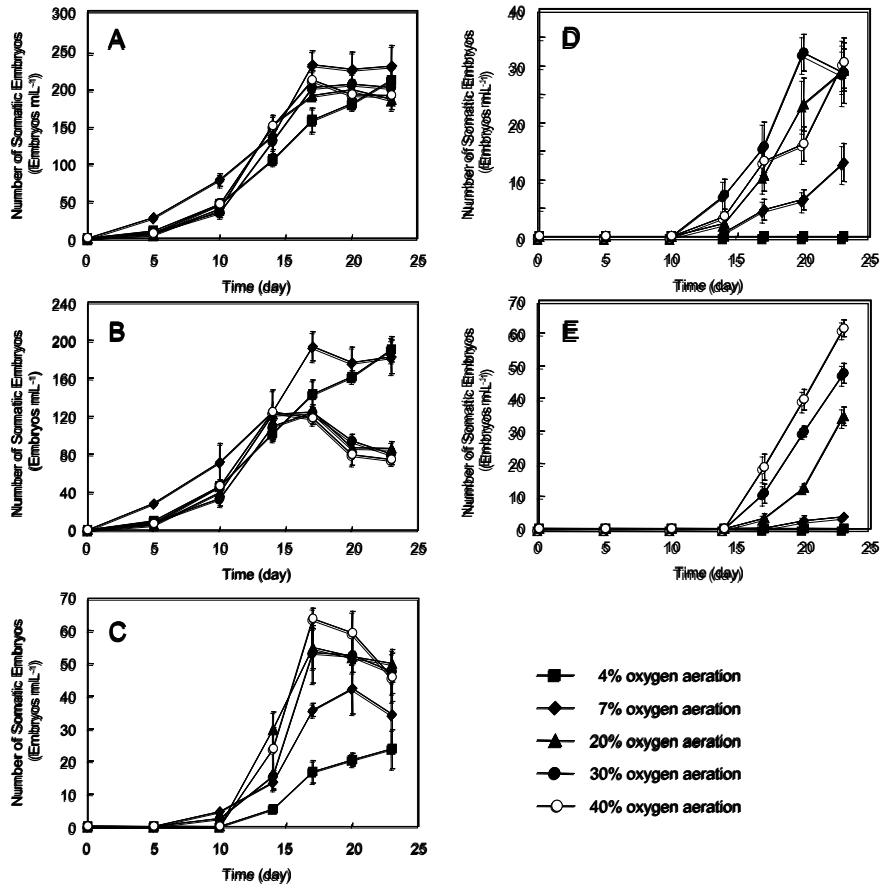 A
Number of Somatic Embryos
((Embryos mL⁻¹)
300
250
200
150
100
50
0
0 5 10 15 20 25
Time (day)
B
Number of Somatic Embryos
((Embryos mL⁻¹)
240
200
160
120
80
40
0
0 5 10 15 20 25
Time (day)
C
Number of Somatic Embryos
((Embryos mL⁻¹)
70
60
50
40
30
20
10
0
0 5 10 15 20 25
Time (day)
D
Number of Somatic Embryos
((Embryos mL⁻¹)
40
30
20
10
0
0 5 10 15 20 25
Time (day)
E
Number of Somatic Embryos
((Embryos mL⁻¹)
70
60
50
40
30
20
10
0
0 5 10 15 20 25
Time (day)
4% oxygen aeration
7% oxygen aeration
20% oxygen aeration
30% oxygen aeration
40% oxygen aeration